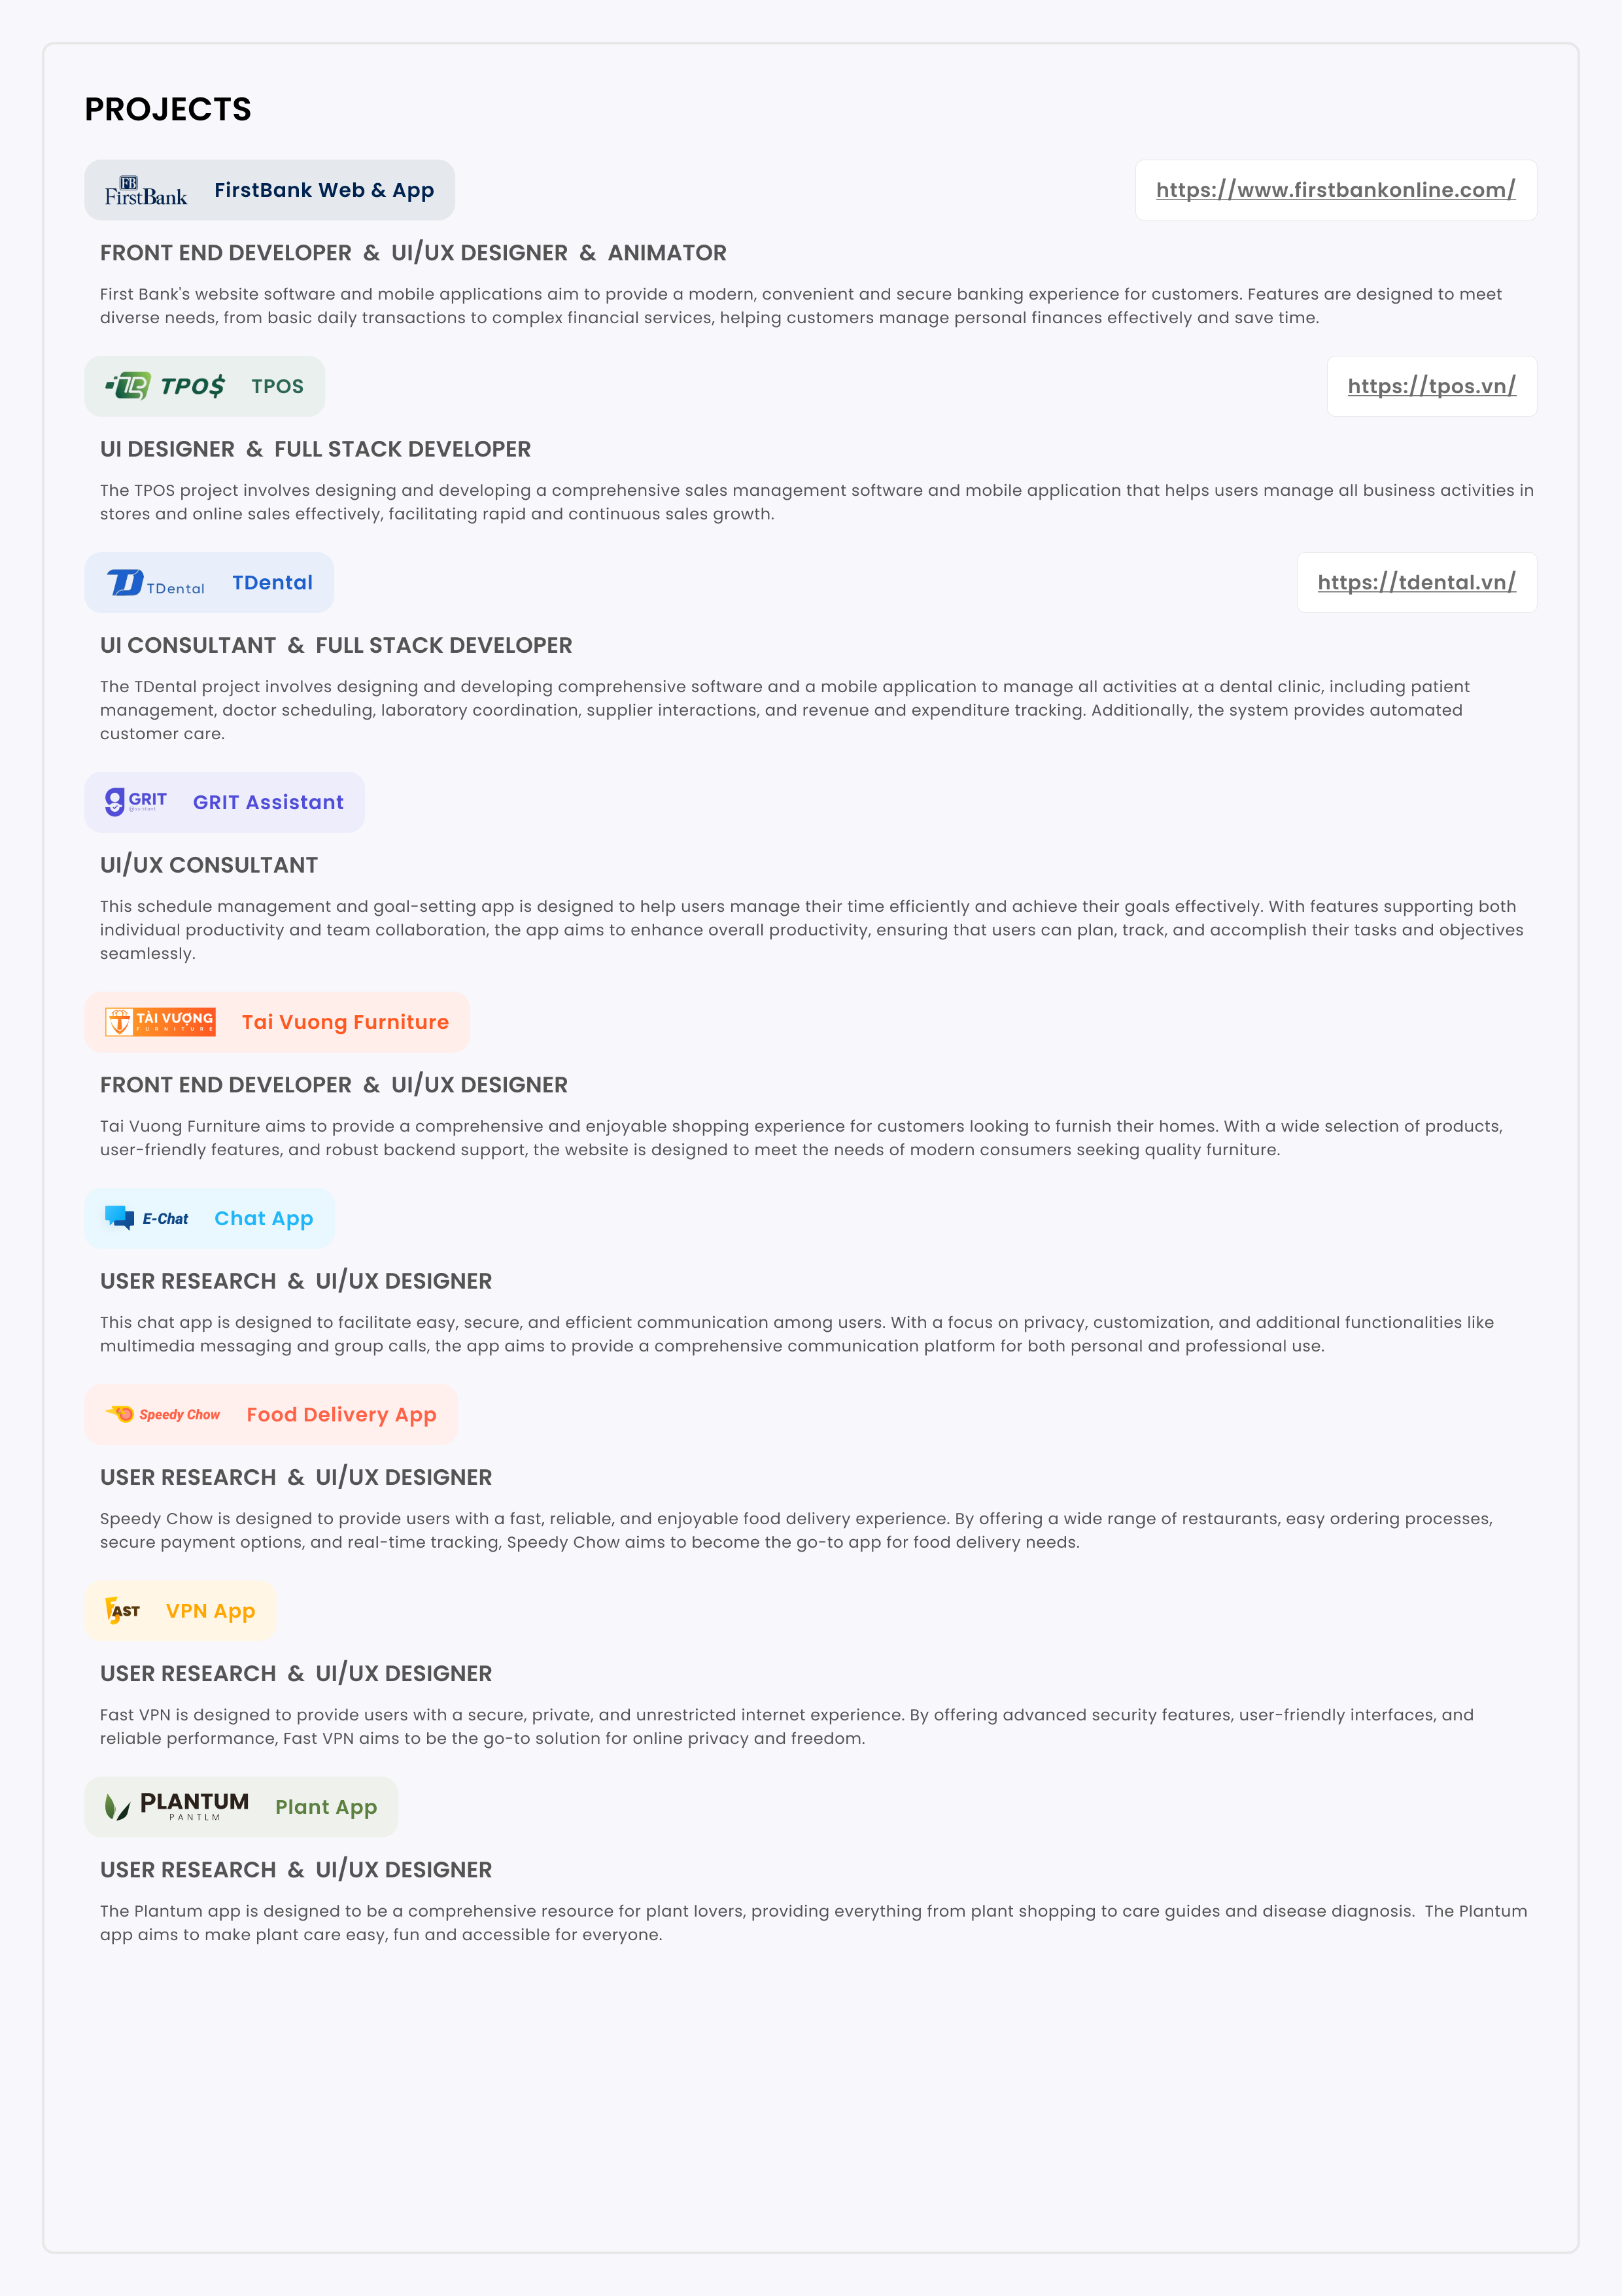 PROJECTS
FB
FirstBank FirstBank Web & App https://www.firstbankonline.com/
FRONT END DEVELOPER & UI/UX DESIGNER & ANIMATOR
First Bank's website software and mobile applications aim to provide a modern, convenient and secure banking experience for customers. Features are designed to meet
diverse needs, from basic daily transactions to complex financial services, helping customers manage personal finances effectively and save time.
TPO$ TPOS https://tpos.vn/
UI DESIGNER & FULL STACK DEVELOPER
The TPOS project involves designing and developing a comprehensive sales management software and mobile application that helps users manage all business activities in
stores and online sales effectively, facilitating rapid and continuous sales growth.
TDental TDental https://tdental.vn/
UI CONSULTANT & FULL STACK DEVELOPER
The TDental project involves designing and developing comprehensive software and a mobile application to manage all activities at a dental clinic, including patient
management, doctor scheduling, laboratory coordination, supplier interactions, and revenue and expenditure tracking. Additionally, the system provides automated
customer care.
GRIT GRIT Assistant
UI/UX CONSULTANT
This schedule management and goal-setting app is designed to help users manage their time efficiently and achieve their goals effectively. With features supporting both
individual productivity and team collaboration, the app aims to enhance overall productivity, ensuring that users can plan, track, and accomplish their tasks and objectives
seamlessly.
TÀI VƯỢNG Tai Vuong Furniture
FURNITURE
FRONT END DEVELOPER & UI/UX DESIGNER
Tai Vuong Furniture aims to provide a comprehensive and enjoyable shopping experience for customers looking to furnish their homes. With a wide selection of products,
user-friendly features, and robust backend support, the website is designed to meet the needs of modern consumers seeking quality furniture.
E-Chat Chat App
USER RESEARCH & UI/UX DESIGNER
This chat app is designed to facilitate easy, secure, and efficient communication among users. With a focus on privacy, customization, and additional functionalities like
multimedia messaging and group calls, the app aims to provide a comprehensive communication platform for both personal and professional use.
Speedy Chow Food Delivery App
USER RESEARCH & UI/UX DESIGNER
Speedy Chow is designed to provide users with a fast, reliable, and enjoyable food delivery experience. By offering a wide range of restaurants, easy ordering processes,
secure payment options, and real-time tracking, Speedy Chow aims to become the go-to app for food delivery needs.
FAST VPN App
USER RESEARCH & UI/UX DESIGNER
Fast VPN is designed to provide users with a secure, private, and unrestricted internet experience. By offering advanced security features, user-friendly interfaces, and
reliable performance, Fast VPN aims to be the go-to solution for online privacy and freedom.
PLANTUM Plant App
PANTLM
USER RESEARCH & UI/UX DESIGNER
The Plantum app is designed to be a comprehensive resource for plant lovers, providing everything from plant shopping to care guides and disease diagnosis. The Plantum
app aims to make plant care easy, fun and accessible for everyone.